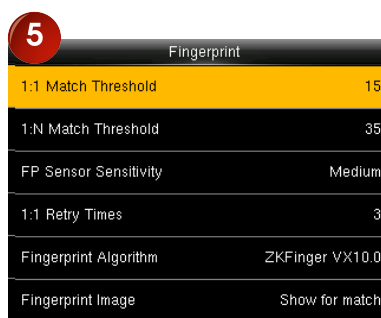 5
Fingerprint
1:1 Match Threshold 15
1:N Match Threshold 35
FP Sensor Sensitivity Medium
1:1 Retry Times 3
Fingerprint Algorithm ZKFinger VX10.0
Fingerprint Image Show for match